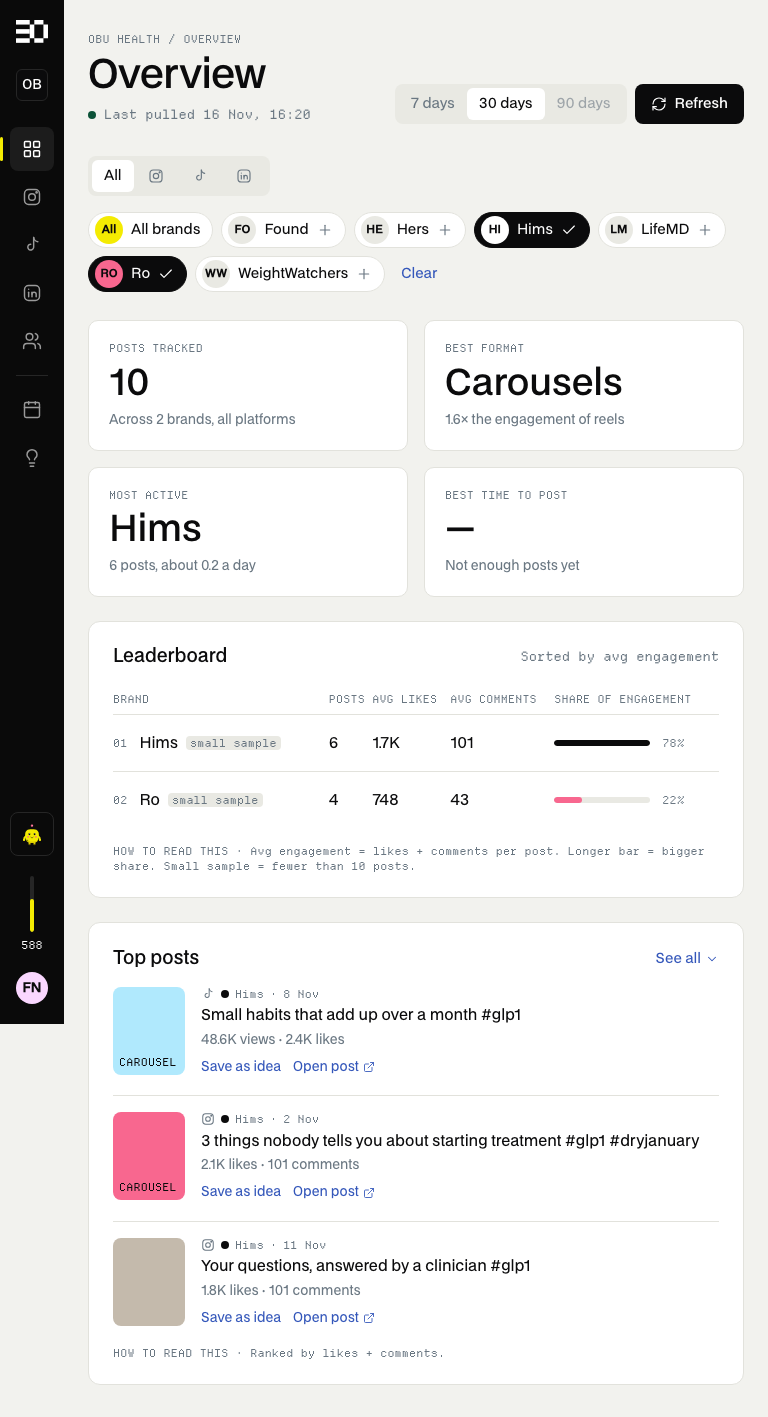 OBU HEALTH / OVERVIEW
Overview
Last pulled 16 Nov, 16:20
7 days 30 days 90 days
Refresh
OB
All
All All brands FO Found HE Hers HI Hims LM LifeMD
RO Ro WW WeightWatchers Clear
POSTS TRACKED
10
Across 2 brands, all platforms
BEST FORMAT
Carousels
1.6× the engagement of reels
MOST ACTIVE
Hims
6 posts, about 0.2 a day
BEST TIME TO POST
—
Not enough posts yet
Leaderboard
Sorted by avg engagement
BRAND POSTS AVG LIKES AVG COMMENTS SHARE OF ENGAGEMENT
01 Hims small sample 6 1.7K 101 78%
02 Ro small sample 4 748 43 22%
HOW TO READ THIS · Avg engagement = likes + comments per post. Longer bar = bigger
share. Small sample = fewer than 10 posts.
588
FN
Top posts
See all
Hims · 8 Nov
Small habits that add up over a month #glp1
48.6K views · 2.4K likes
CAROUSEL
Save as idea Open post
Hims · 2 Nov
3 things nobody tells you about starting treatment #glp1 #dryjanuary
2.1K likes · 101 comments
CAROUSEL
Save as idea Open post
Hims · 11 Nov
Your questions, answered by a clinician #glp1
1.8K likes · 101 comments
Save as idea Open post
HOW TO READ THIS · Ranked by likes + comments.